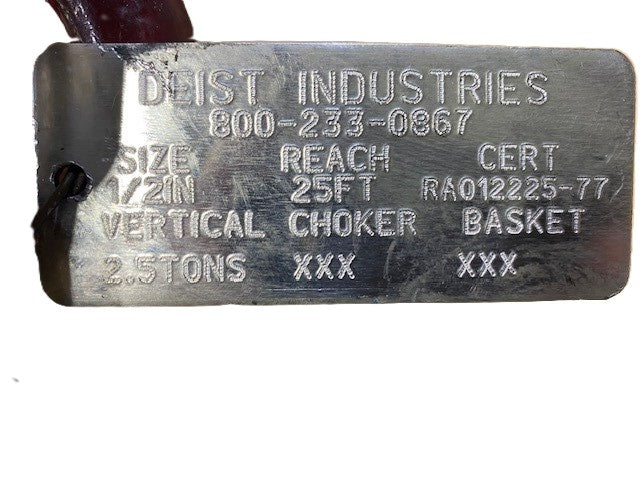 DEIST INDUSTRIES
800-233-0867
SIZE REACH CERT
1/2IN 25FT RA012225-77
VERTICAL CHOKER BASKET
2.5TONS XXX XXX